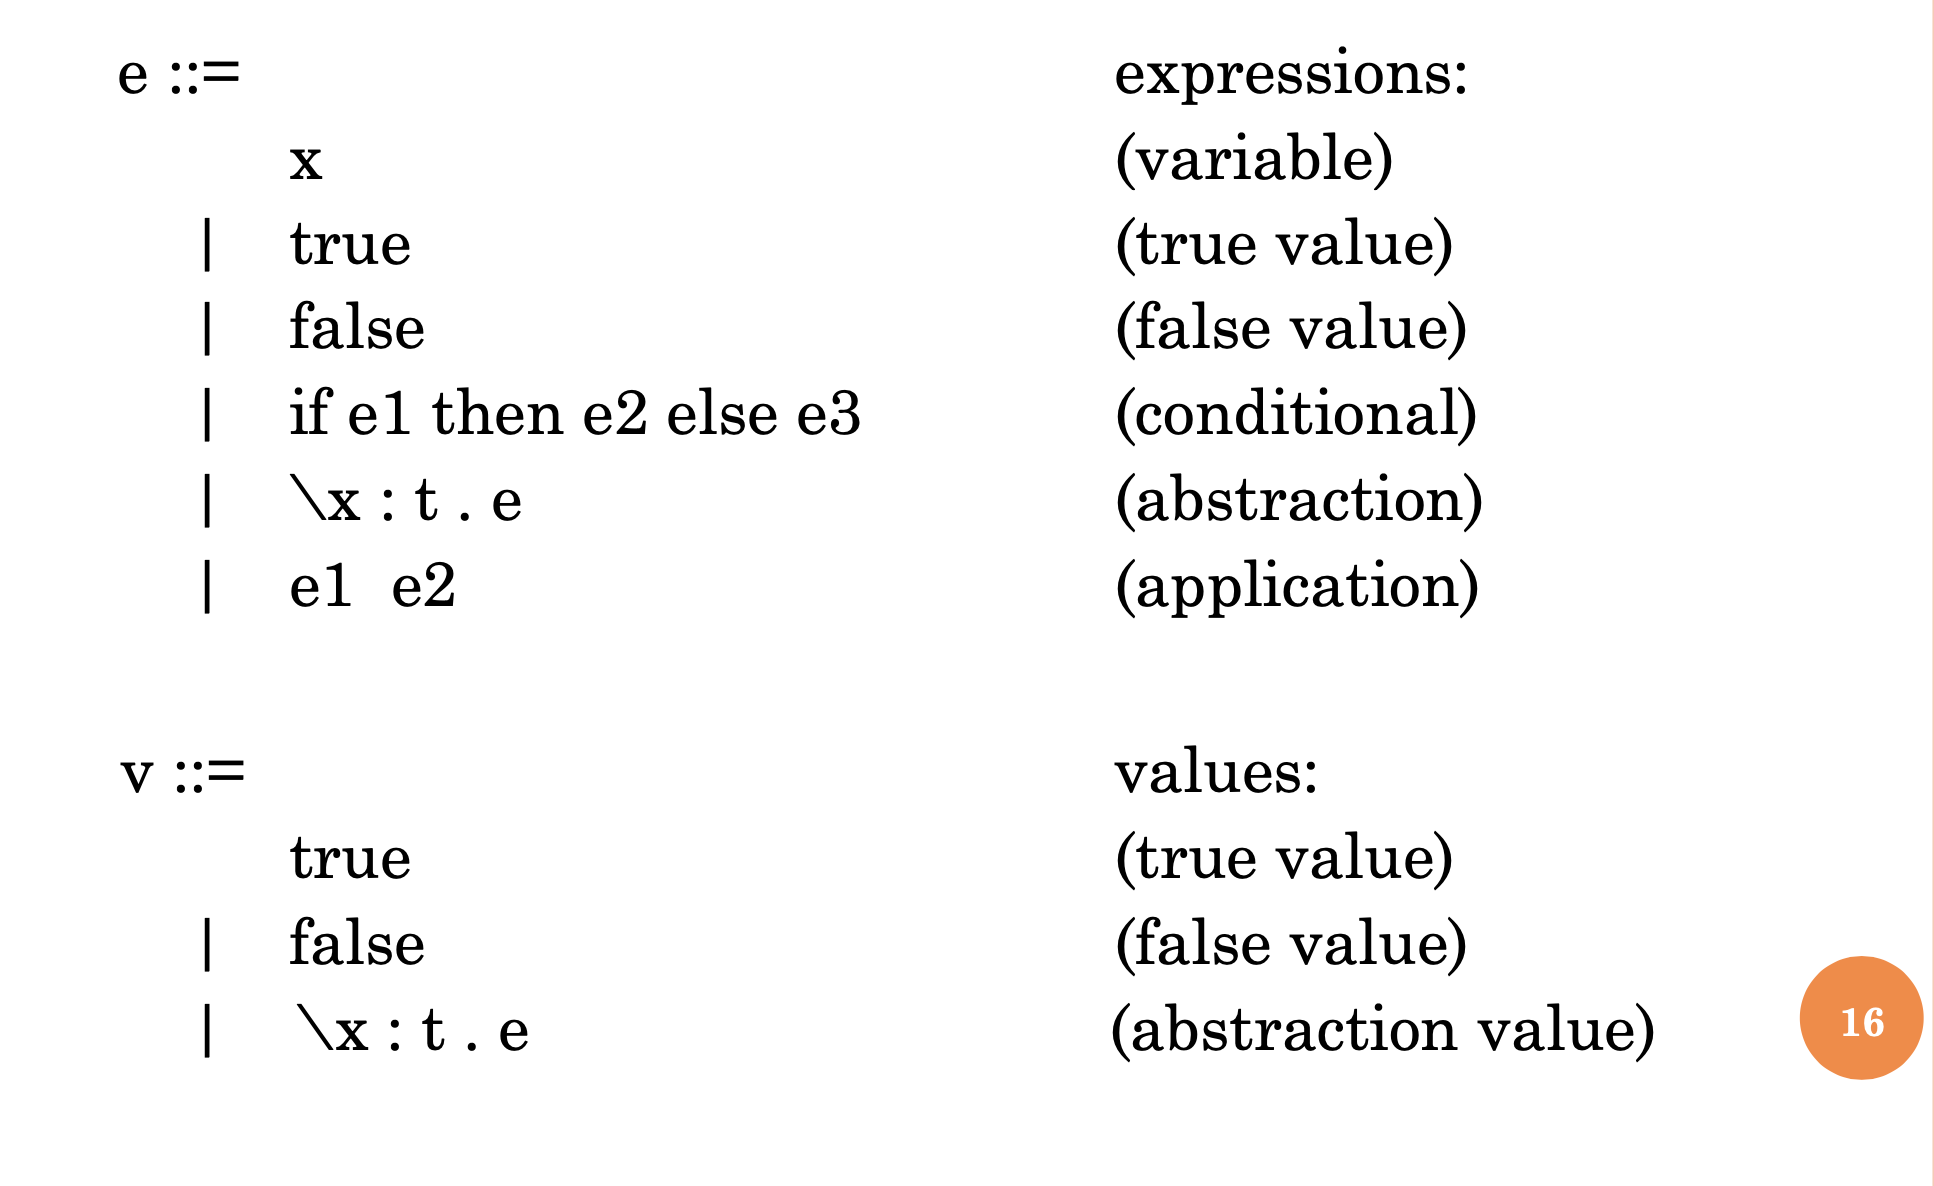 e ::= expressions:
x (variable)
| true (true value)
| false (false value)
| if e1 then e2 else e3 (conditional)
| \x : t . e (abstraction)
| e1 e2 (application)
v ::= values:
true (true value)
| false (false value)
| \x : t . e (abstraction value)
16